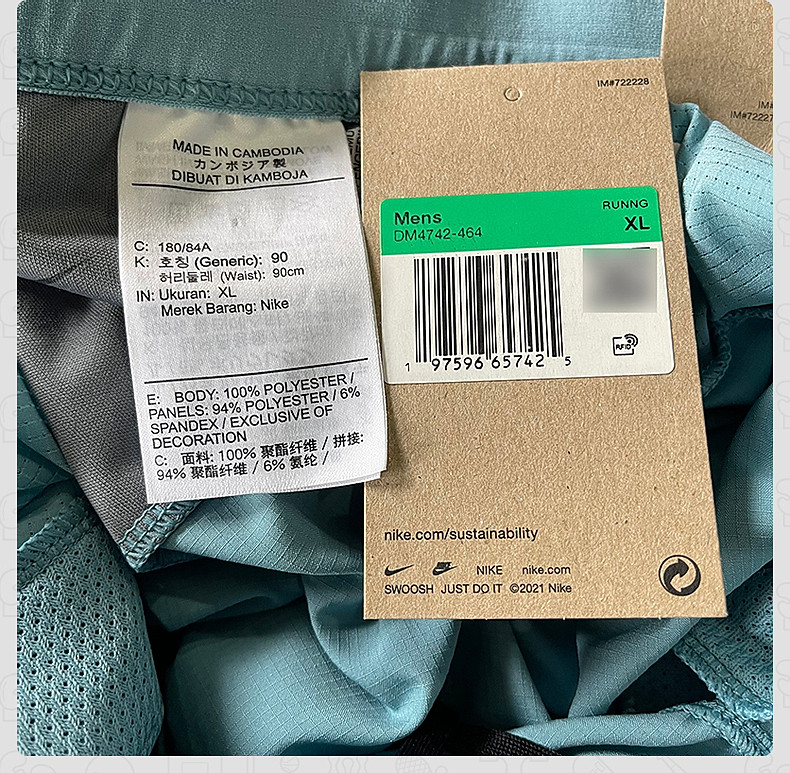 MADE IN CAMBODIA
カンボジア製
DIBUAT DI KAMBOJA
C: 180/84A
K: 호칭 (Generic): 90
허리둘레 (Waist): 90cm
IN: Ukuran: XL
Merek Barang: Nike
E: BODY: 100% POLYESTER /
PANELS: 94% POLYESTER / 6%
SPANDEX / EXCLUSIVE OF
DECORATION
C: 面料: 100% 聚酯纤维 / 拼接:
94% 聚酯纤维 / 6% 氨纶 /
IM#722228
Mens
RUNNG
DM4742-464
XL
1 97596 65742 5
RFID
nike.com/sustainability
NIKE nike.com
SWOOSH JUST DO IT ©2021 Nike